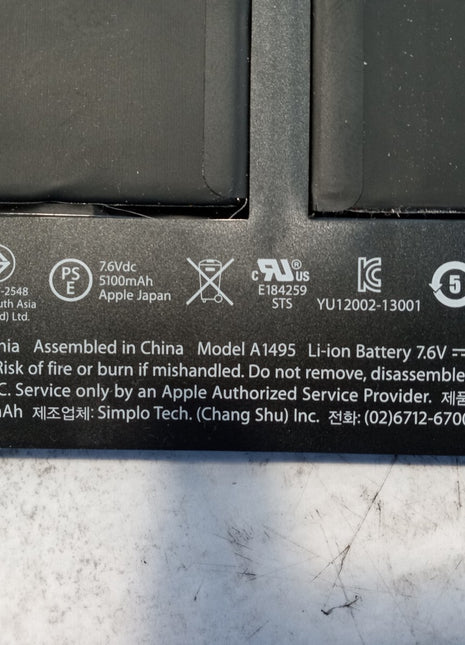 -2548
uth Asia
d) Ltd.
PS
E
7.6Vdc
5100mAh
Apple Japan
c RU ® US
E184259
STS
YU12002-13001
5
nia Assembled in China Model A1495 Li-ion Battery 7.6V ⎓
Risk of fire or burn if mishandled. Do not remove, disassemble
C. Service only by an Apple Authorized Service Provider. 제품
mAh 제조업체: Simplo Tech. (Chang Shu) Inc. 전화: (02)6712-6700